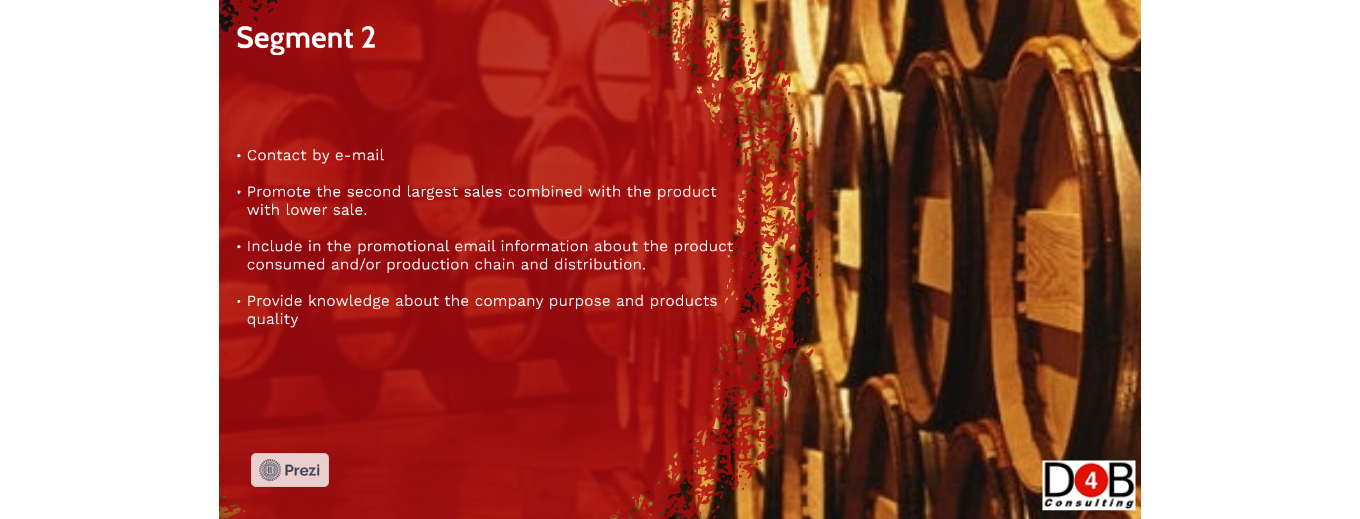 Segment 2
• Contact by e-mail
• Promote the second largest sales combined with the product
with lower sale.
• Include in the promotional email information about the product
consumed and/or production chain and distribution.
• Provide knowledge about the company purpose and products
quality
Prezi
D4B
Consulting